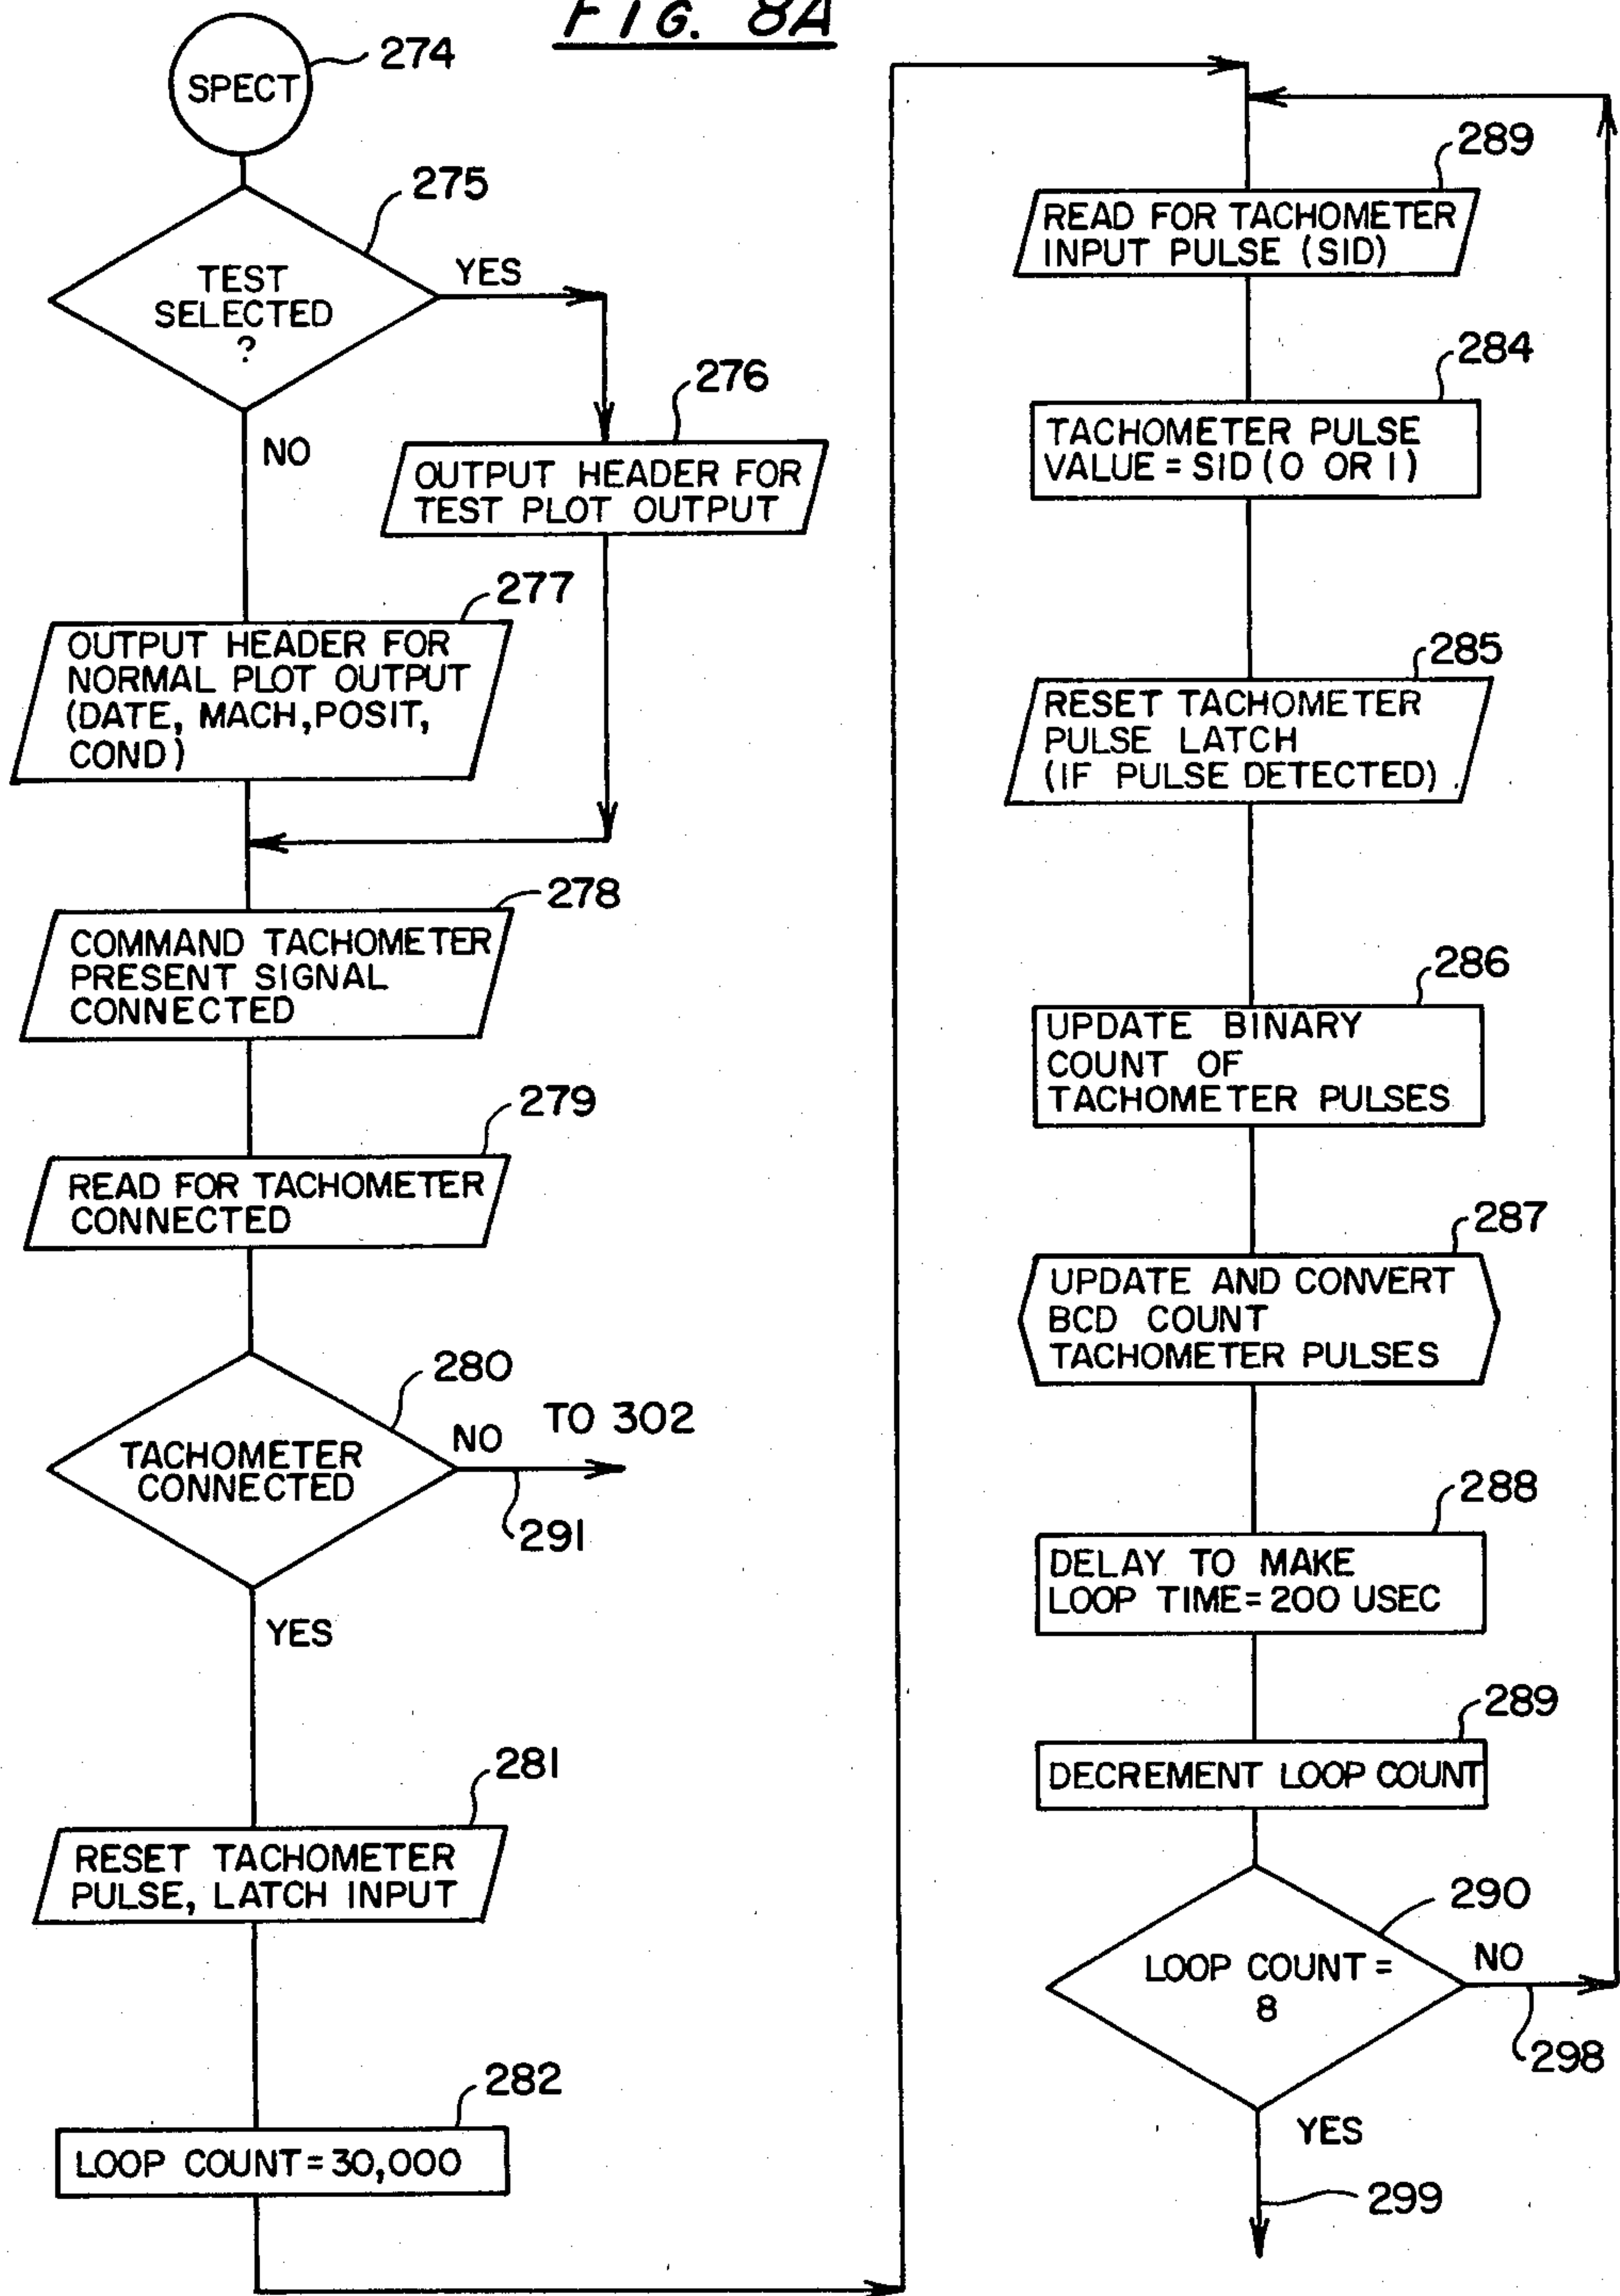 FIG. 8A
SPECT
274
275
TEST
SELECTED
?
YES
NO
276
OUTPUT HEADER FOR
TEST PLOT OUTPUT
277
OUTPUT HEADER FOR
NORMAL PLOT OUTPUT
(DATE, MACH, POSIT,
COND)
278
COMMAND TACHOMETER
PRESENT SIGNAL
CONNECTED
279
READ FOR TACHOMETER
CONNECTED
280
TACHOMETER
CONNECTED
NO
TO 302
291
YES
281
RESET TACHOMETER
PULSE, LATCH INPUT
282
LOOP COUNT = 30,000
289
READ FOR TACHOMETER
INPUT PULSE (SID)
284
TACHOMETER PULSE
VALUE = SID (0 OR 1)
285
RESET TACHOMETER
PULSE LATCH
(IF PULSE DETECTED)
286
UPDATE BINARY
COUNT OF
TACHOMETER PULSES
287
UPDATE AND CONVERT
BCD COUNT
TACHOMETER PULSES
288
DELAY TO MAKE
LOOP TIME = 200 USEC
289
DECREMENT LOOP COUNT
290
LOOP COUNT =
8
NO
298
YES
299